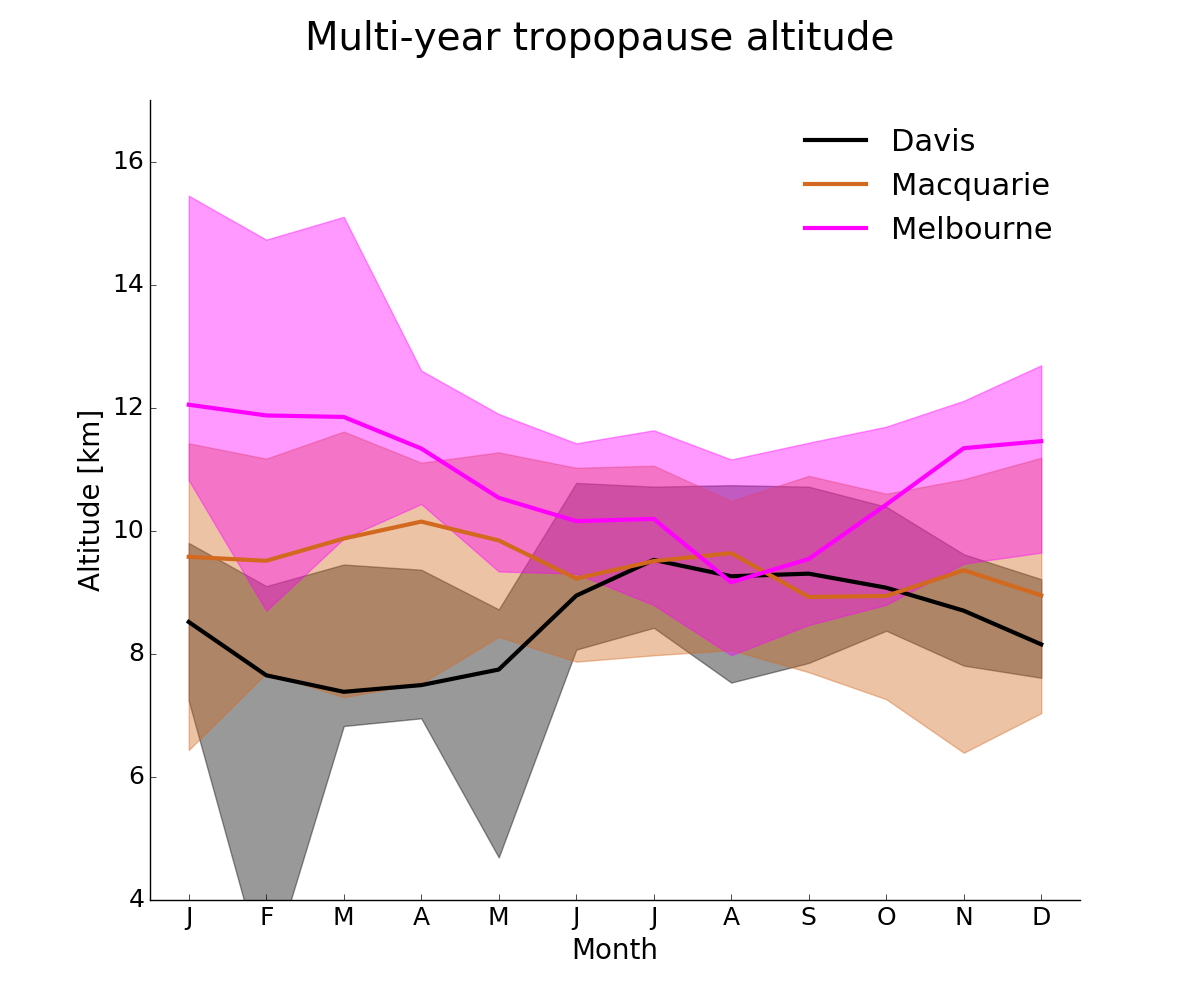 Multi-year tropopause altitude
Davis
Macquarie
Melbourne
16
14
12
10
8
6
4
Altitude [km]
J F M A M J J A S O N D
Month